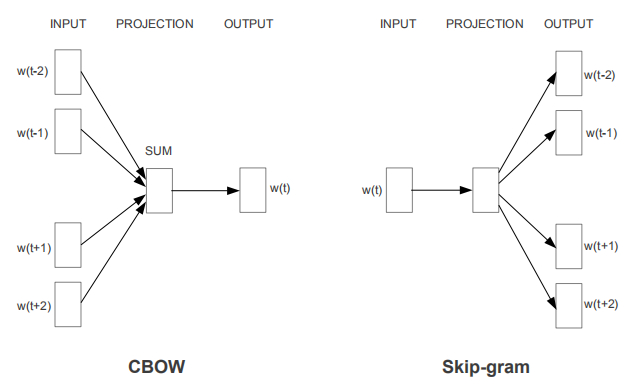 INPUT PROJECTION OUTPUT
w(t-2)
w(t-1)
SUM
w(t)
w(t+1)
w(t+2)
CBOW
INPUT PROJECTION OUTPUT
w(t-2)
w(t-1)
w(t)
w(t+1)
w(t+2)
Skip-gram